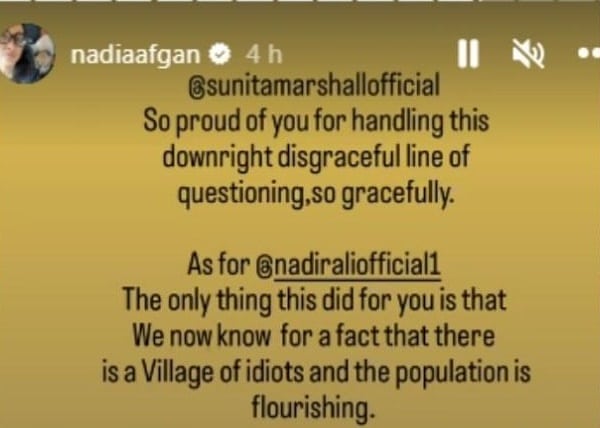 nadiaafgan 4 h
@sunitamarshallofficial
So proud of you for handling this
downright disgraceful line of
questioning,so gracefully.
As for @nadiraliofficial1
The only thing this did for you is that
We now know for a fact that there
is a Village of idiots and the population is
flourishing.